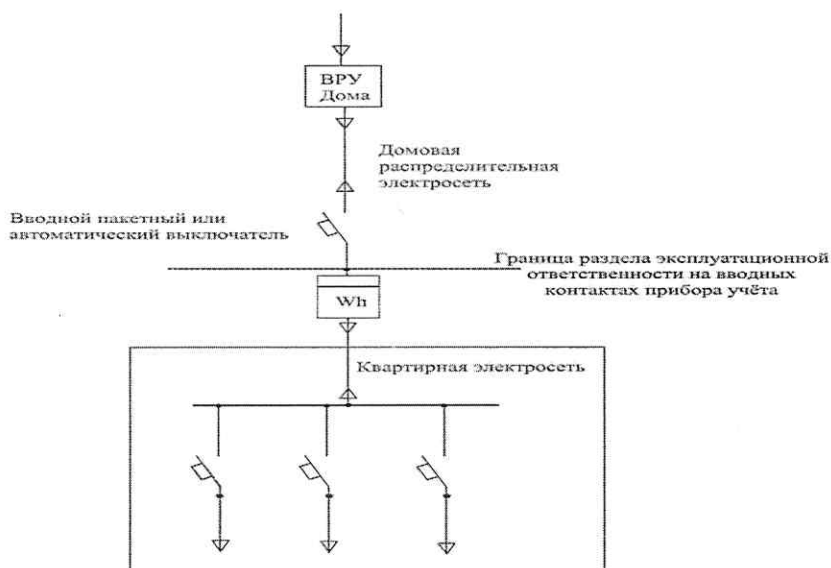 ВРУ
Дома
Домовая
распределительная
электросеть
Вводной пакетный или
автоматический выключатель
Граница раздела эксплуатационной
ответственности на вводных
контактах прибора учёта
Wh
Квартирная электросеть